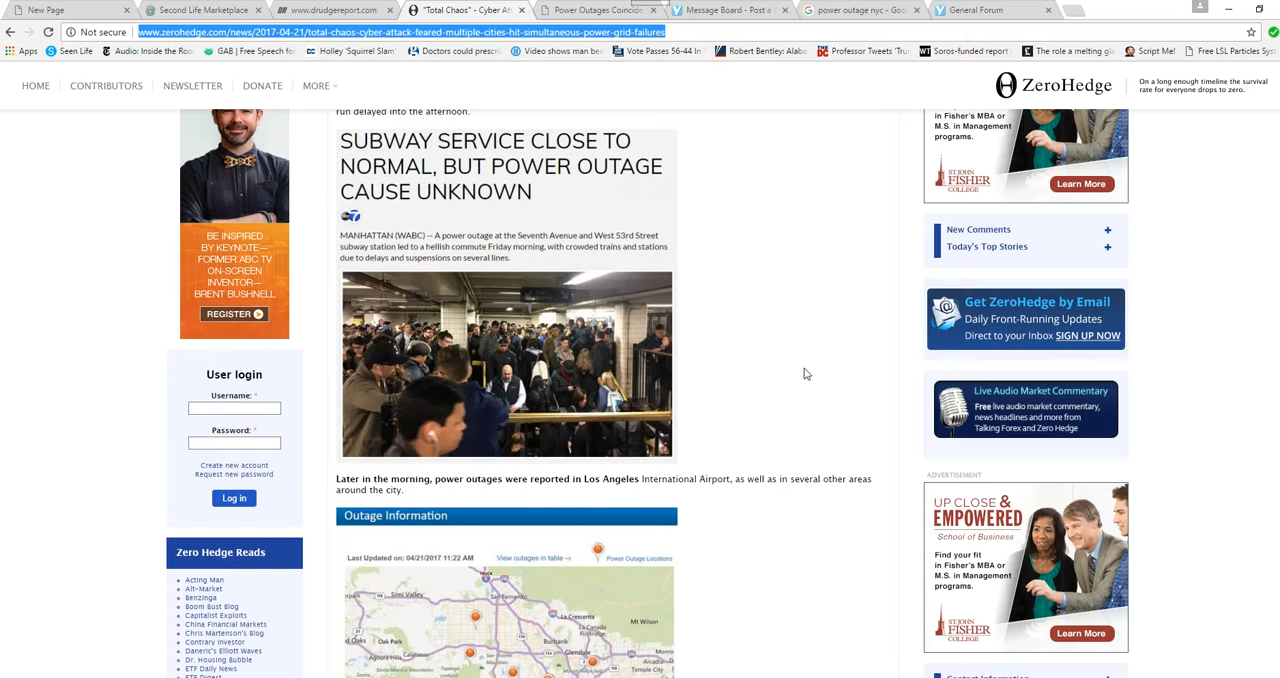 New Page
Second Life Marketplace
www.drudgereport.com
"Total Chaos" - Cyber Att
Power Outages Coincide
Message Board - Post a
power outage nyc - Goo
General Forum
Not secure
www.zerohedge.com/news/2017-04-21/total-chaos-cyber-attack-feared-multiple-cities-hit-simultaneous-power-grid-failures
Apps
Seen Life
Audio: Inside the Roo
GAB | Free Speech fo
Holley 'Squirrel Slam'
Doctors could prescri
Video shows man bei
Vote Passes 56-44 In
Robert Bentley: Alaba
Professor Tweets 'Tru
Soros-funded report
The role a melting gla
Script Me!
Free LSL Particles Sys
HOME
CONTRIBUTORS
NEWSLETTER
DONATE
MORE
ZeroHedge
On a long enough timeline the survival
rate for everyone drops to zero.
run delayed into the afternoon.
SUBWAY SERVICE CLOSE TO
NORMAL, BUT POWER OUTAGE
CAUSE UNKNOWN
MANHATTAN (WABC) -- A power outage at the Seventh Avenue and West 53rd Street
subway station led to a hellish commute Friday morning, with crowded trains and stations
due to delays and suspensions on several lines.
Later in the morning, power outages were reported in Los Angeles International Airport, as well as in several other areas
around the city.
Outage Information
Last Updated on: 04/21/2017 11:22 AM
View outages in table
Power Outage Locations
Simi Valley
San Fernando
La Crescenta
Mt Wilson
La Canada
Flintridge
Oak Park
Burbank
Agoura Hills
Calabasas
Glendale
Topanga
BE INSPIRED
BY KEYNOTE—
FORMER ABC TV
ON-SCREEN
INVENTOR—
BRENT BUSHNELL
REGISTER
User login
Username: *
Password: *
Create new account
Request new password
Log in
Zero Hedge Reads
Acting Man
Alt-Market
Benzinga
Boom Bust Blog
Capitalist Exploits
China Financial Markets
Chris Martenson's Blog
Contrary Investor
Daneric's Elliott Waves
Dr. Housing Bubble
ETF Daily News
ETF Digest
in Fisher's MBA or
M.S. in Management
programs.
ST. JOHN
FISHER
COLLEGE
Learn More
New Comments
Today's Top Stories
Get ZeroHedge by Email
Daily Front-Running Updates
Direct to your Inbox SIGN UP NOW
Live Audio Market Commentary
Free live audio market commentary,
news headlines and more from
Talking Forex and Zero Hedge
ADVERTISEMENT
UP CLOSE &
EMPOWERED
School of Business
Find your fit
in Fisher's MBA or
M.S. in Management
programs.
ST. JOHN
FISHER
COLLEGE
Learn More
Contact Information